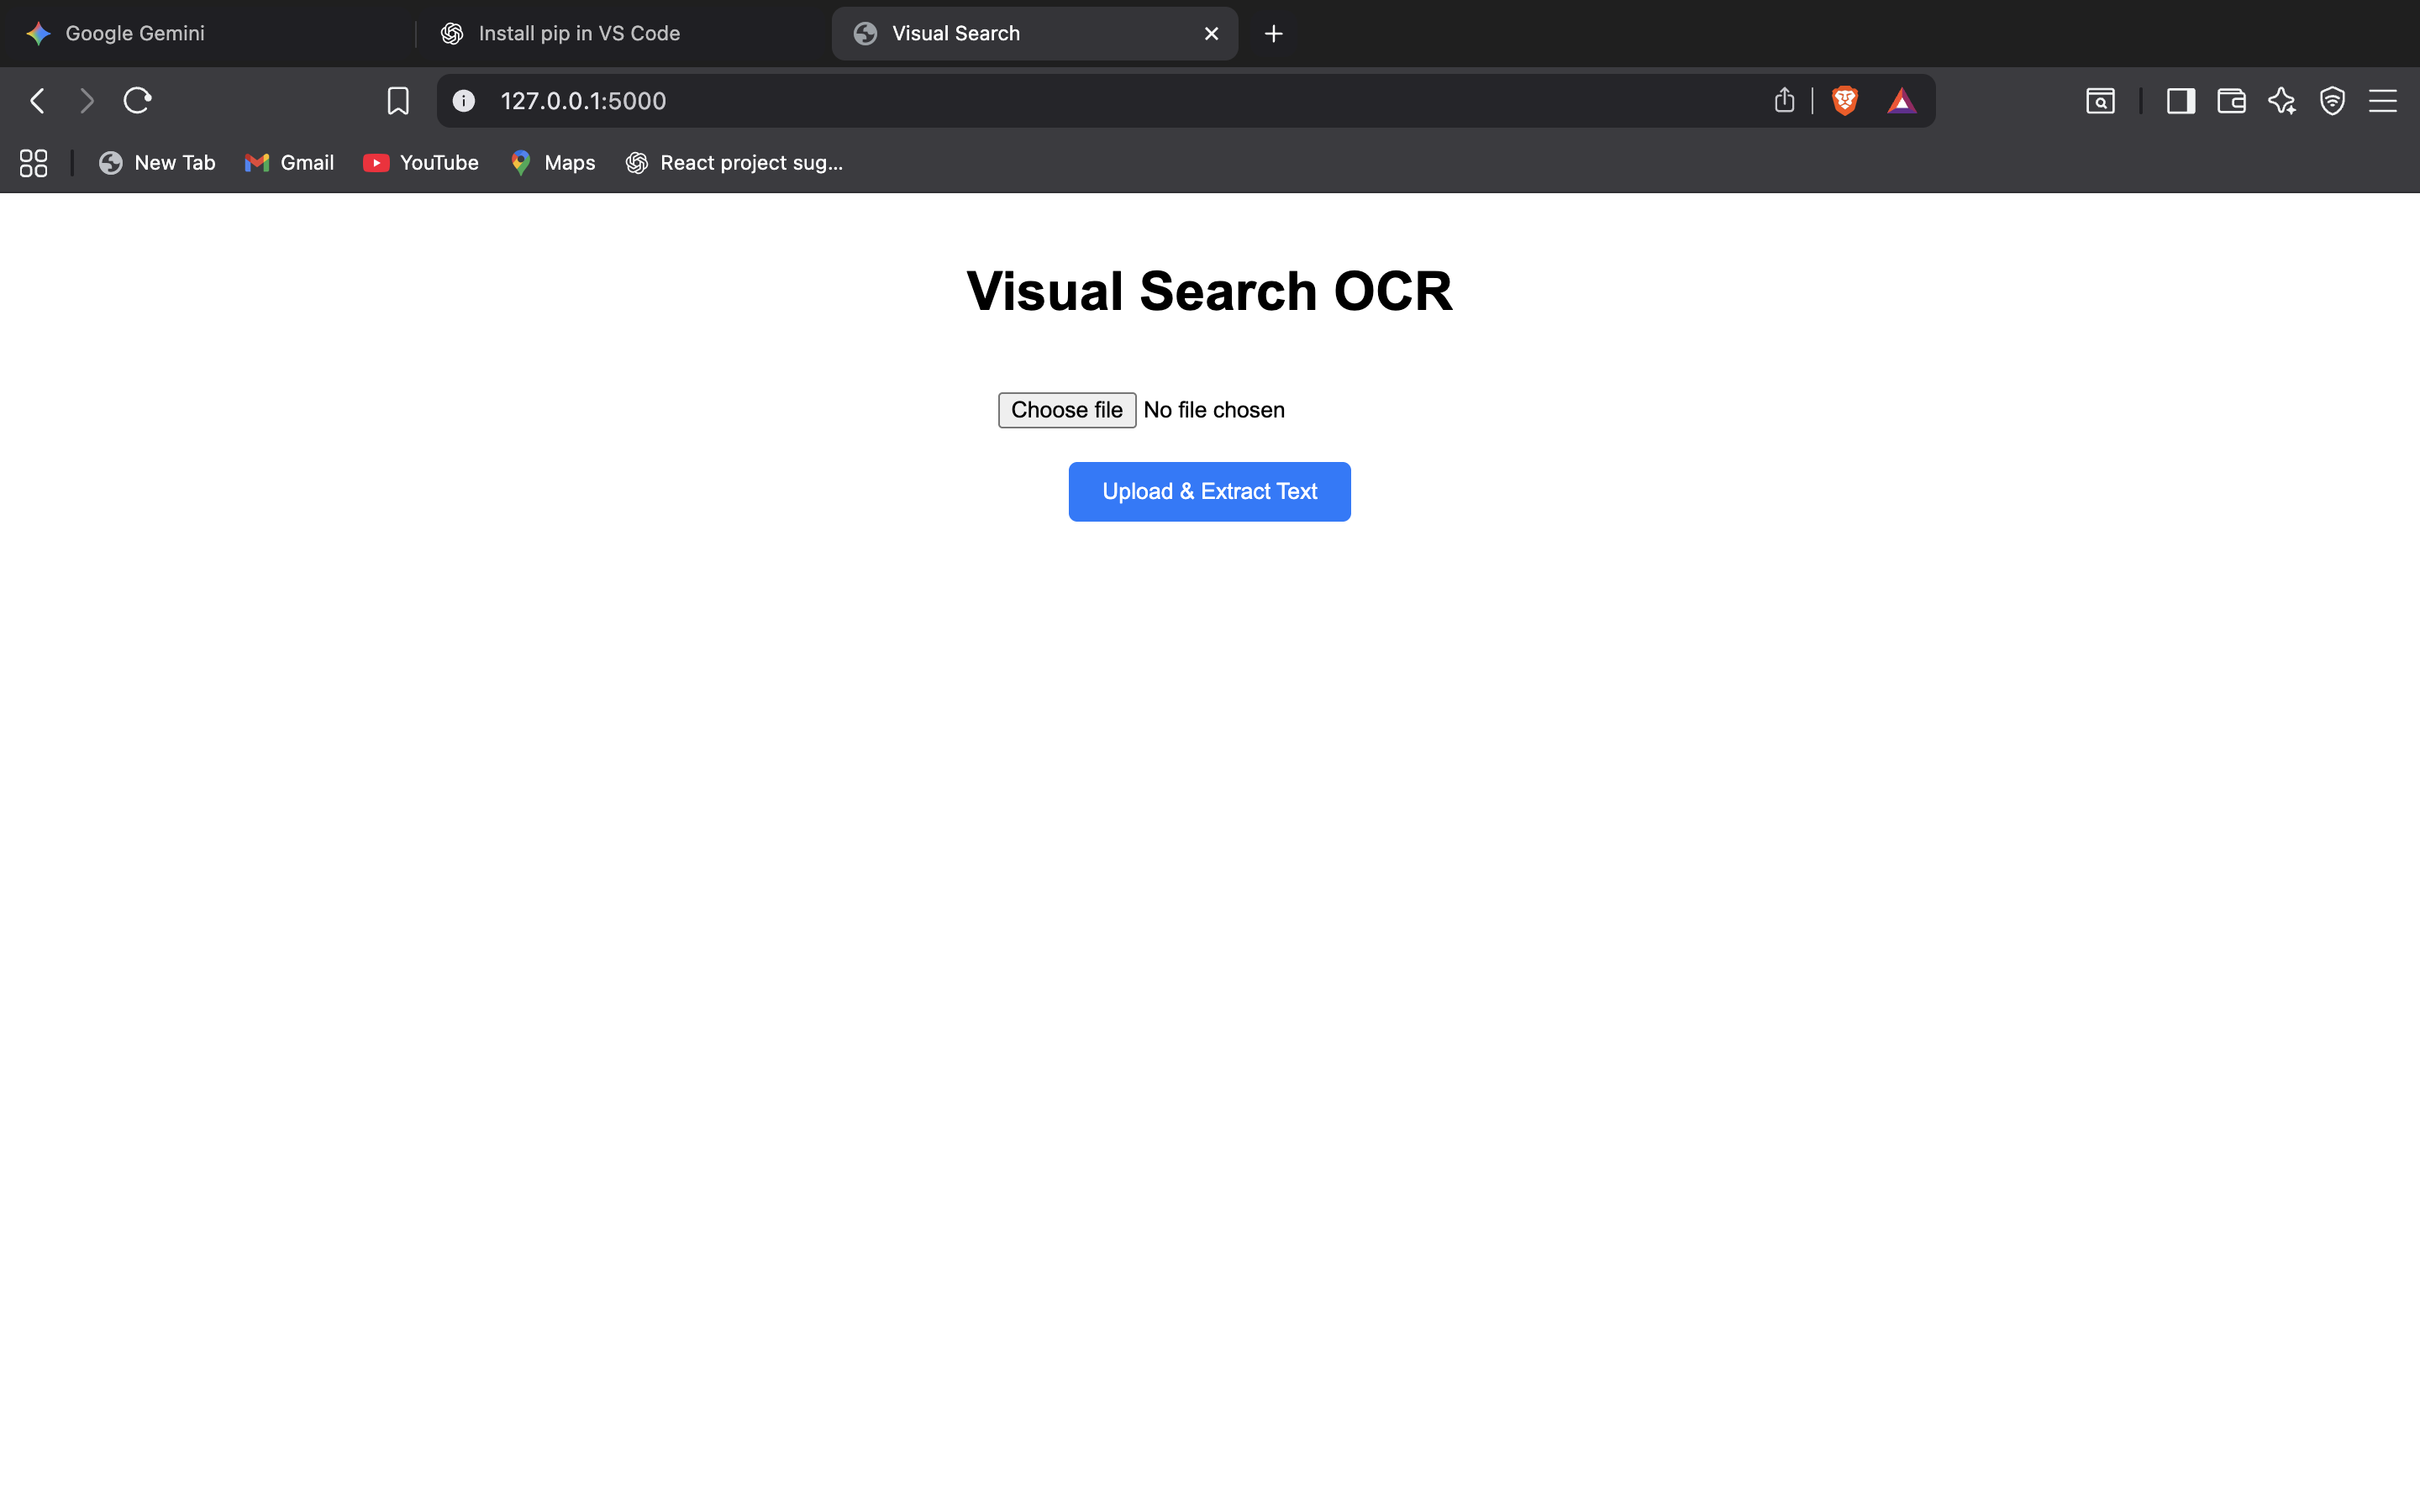 Google Gemini
Install pip in VS Code
Visual Search
127.0.0.1:5000
New Tab
Gmail
YouTube
Maps
React project sug...
Visual Search OCR
Choose file No file chosen
Upload & Extract Text